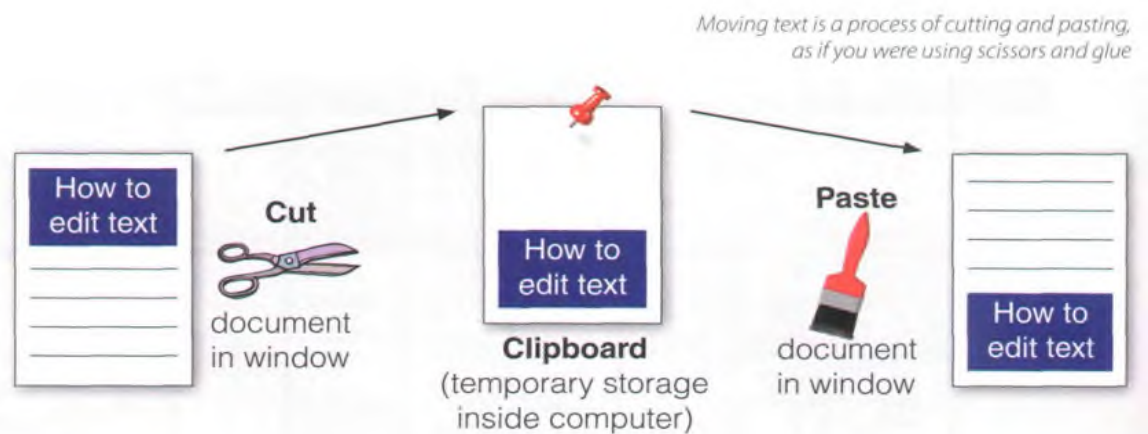 Moving text is a process of cutting and pasting,
as if you were using scissors and glue
How to
edit text
Cut
document
in window
How to
edit text
Clipboard
(temporary storage
inside computer)
Paste
document
in window
How to
edit text